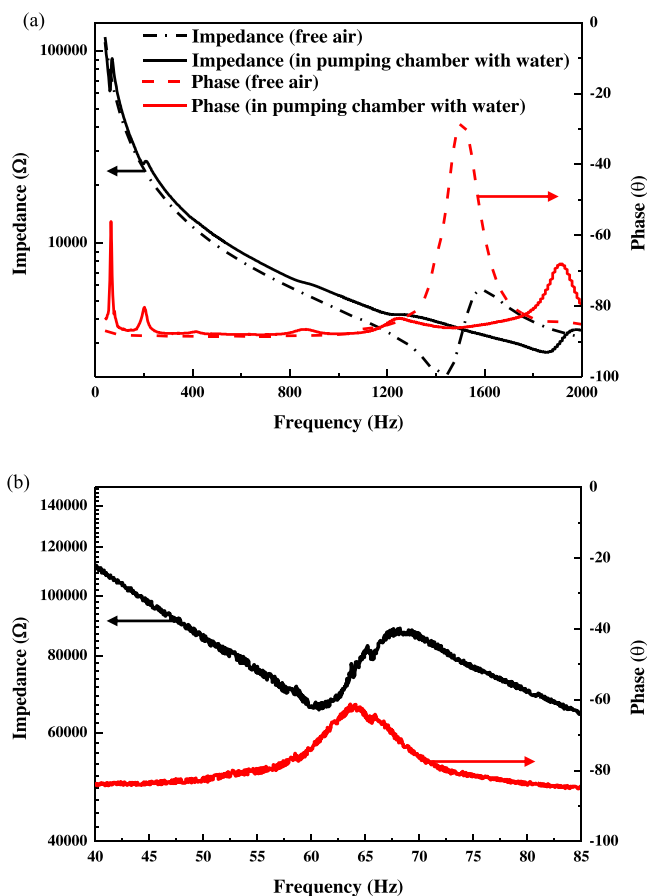 (a)
Impedance (free air)
Impedance (in pumping chamber with water)
Phase (free air)
Phase (in pumping chamber with water)
100000
10000
Impedance (Ω)
0
-20
-40
-60
-80
-100
Phase (θ)
0 400 800 1200 1600 2000
Frequency (Hz)
(b)
140000
120000
100000
80000
60000
40000
Impedance (Ω)
0
-20
-40
-60
-80
-100
Phase (θ)
40 45 50 55 60 65 70 75 80 85
Frequency (Hz)